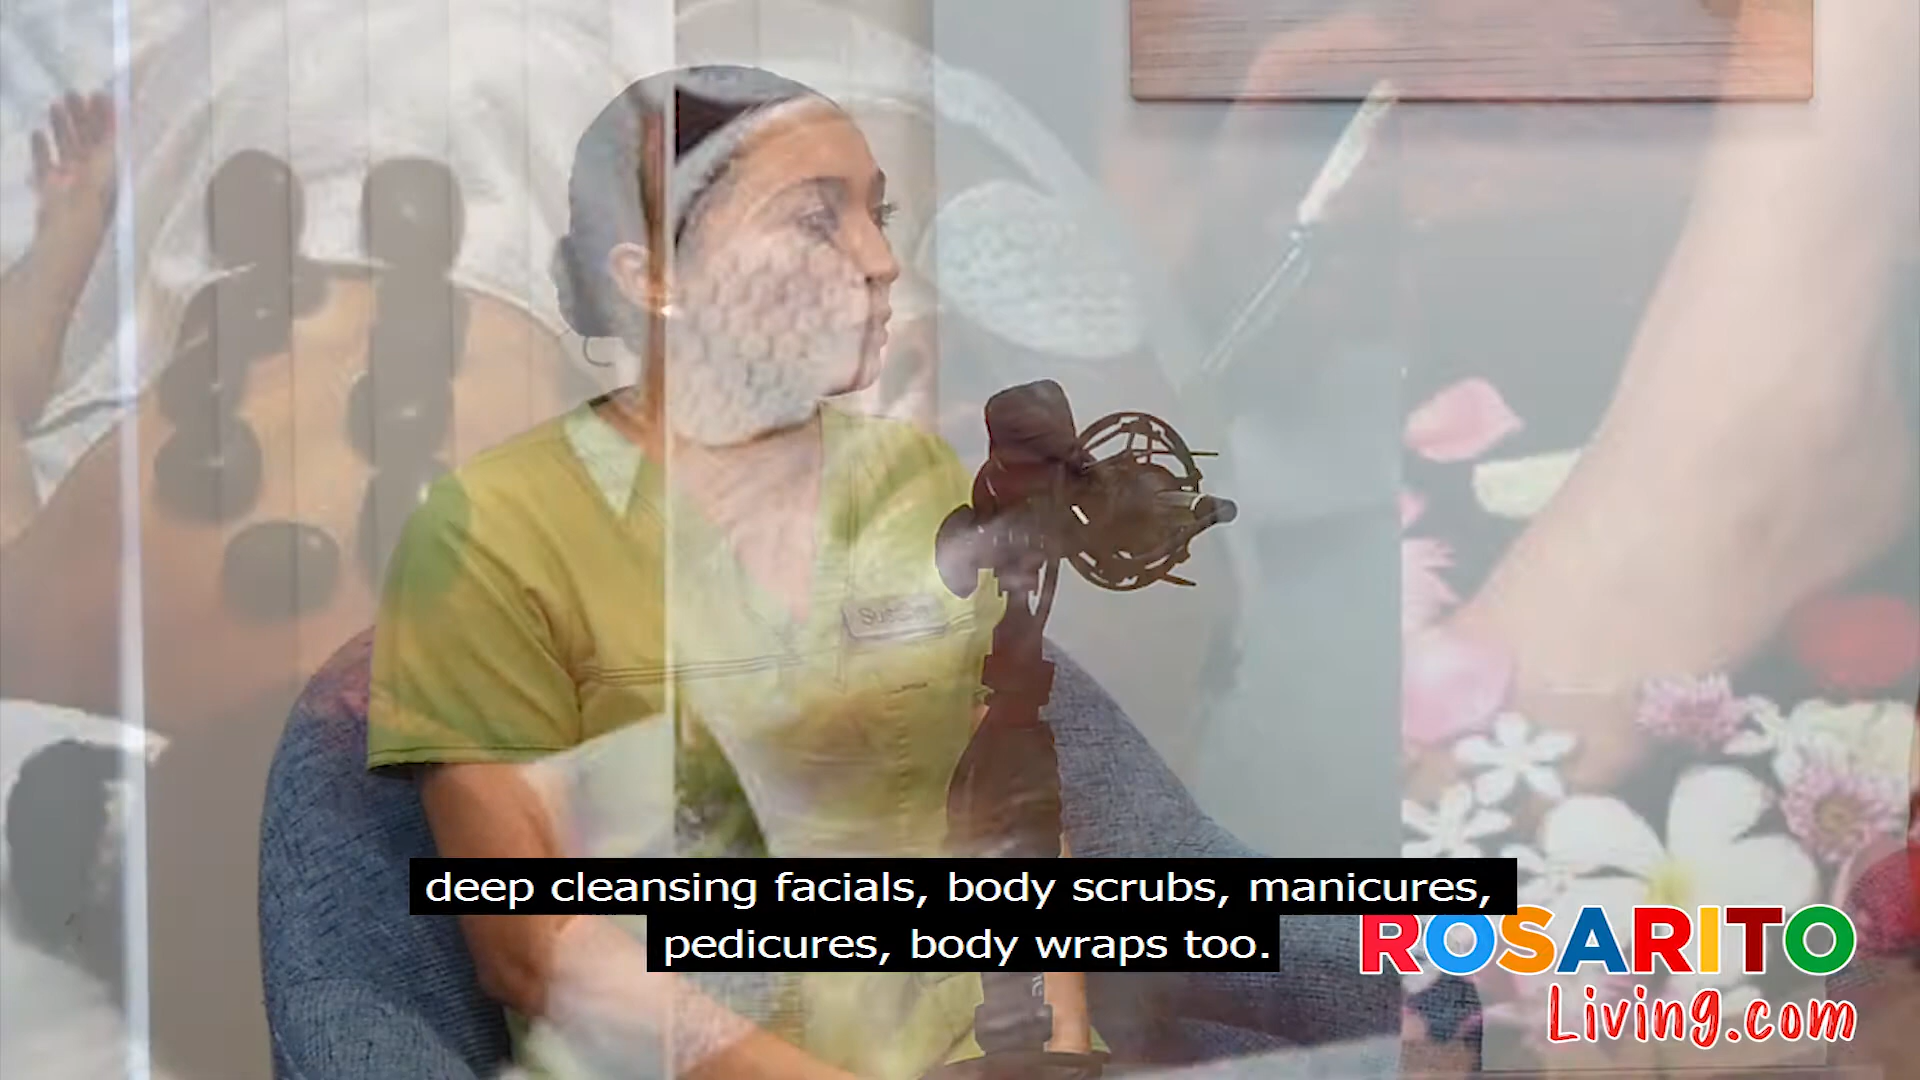 deep cleansing facials, body scrubs, manicures,
pedicures, body wraps too.
ROSARITO
Living.com